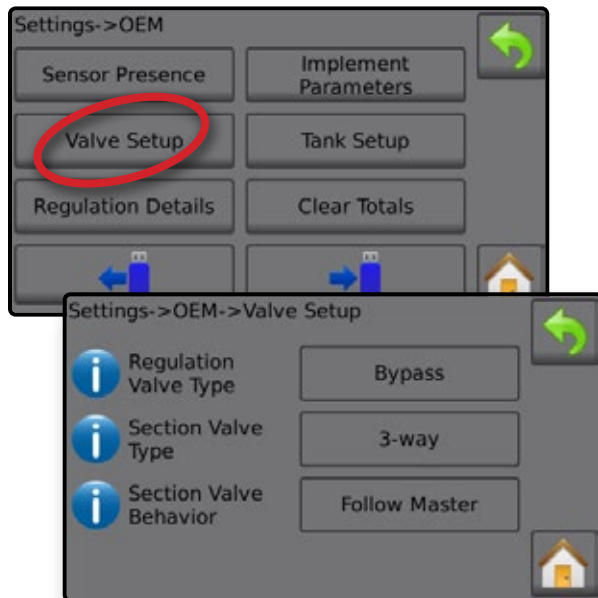 Settings->OEM
Sensor Presence
Implement
Parameters
Valve Setup
Tank Setup
Regulation Details
Clear Totals
Settings->OEM->Valve Setup
Regulation
Valve Type
Bypass
Section Valve
Type
3-way
Section Valve
Behavior
Follow Master